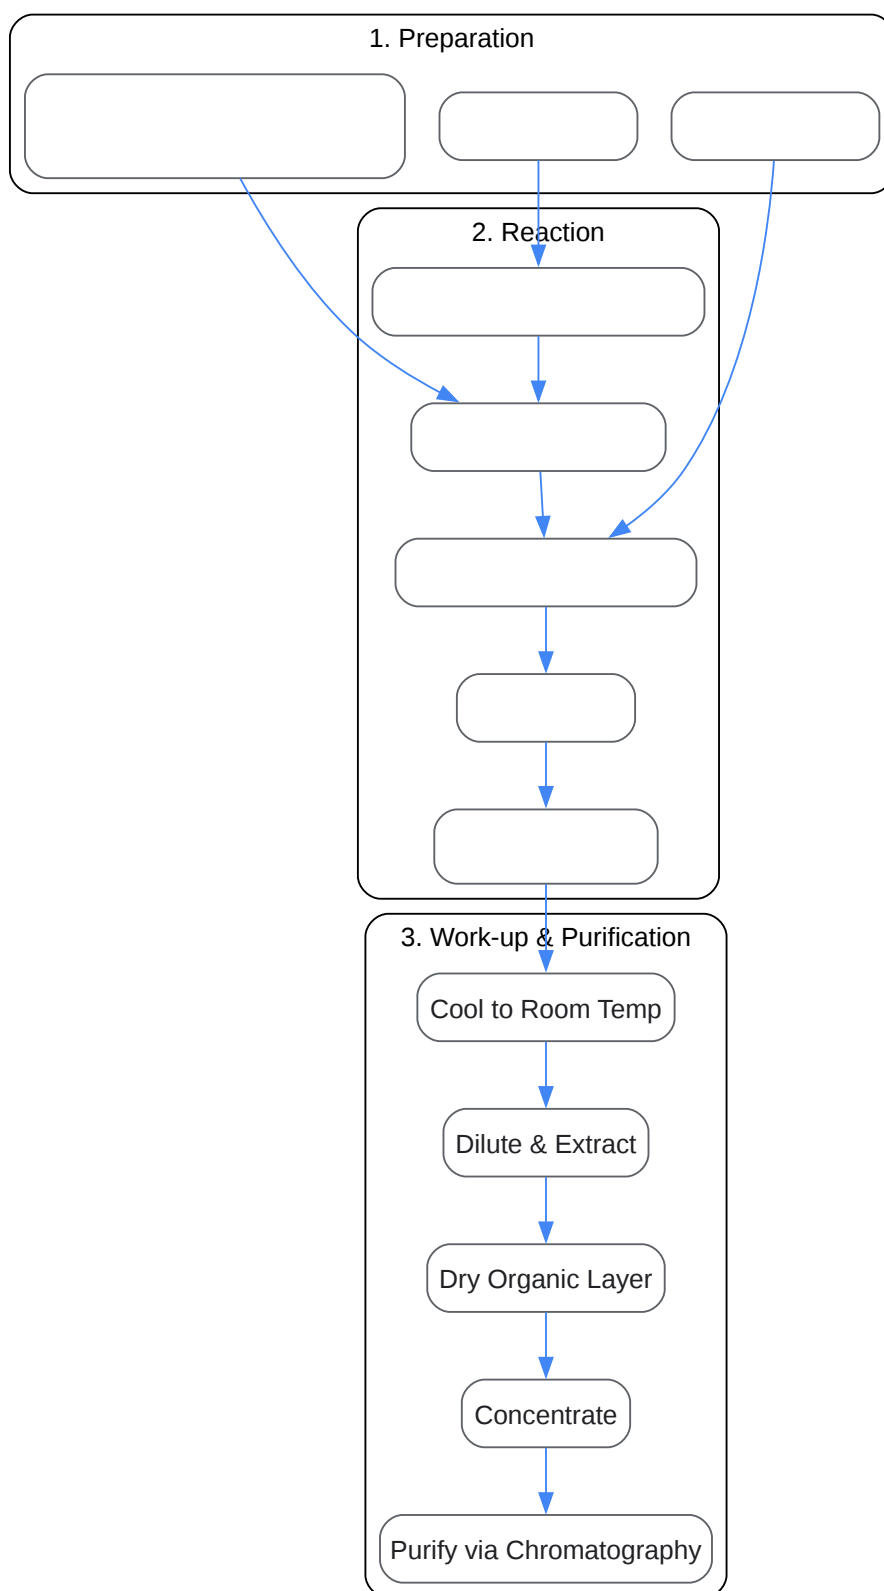 1. Preparation
2. Reaction
3. Work-up & Purification
Cool to Room Temp
Dilute & Extract
Dry Organic Layer
Concentrate
Purify via Chromatography